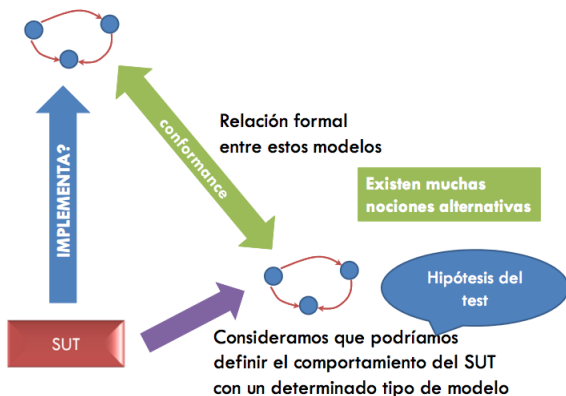 IMPLEMENTA?
conformance
Relación formal
entre estos modelos
Existen muchas
nociones alternativas
Hipótesis del
test
SUT
Consideramos que podríamos
definir el comportamiento del SUT
con un determinado tipo de modelo